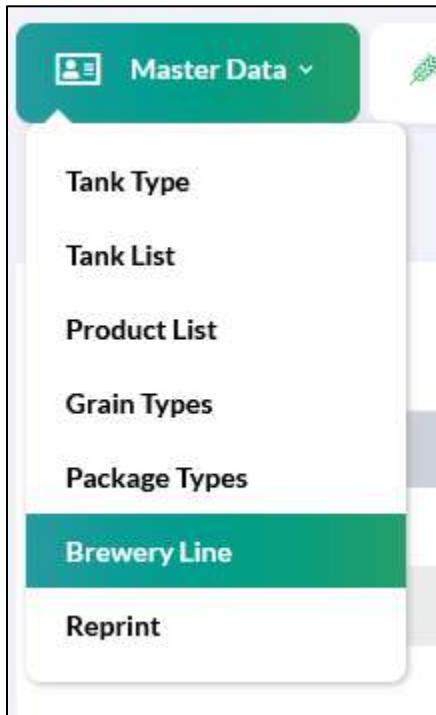 Master Data
Tank Type
Tank List
Product List
Grain Types
Package Types
Brewery Line
Reprint